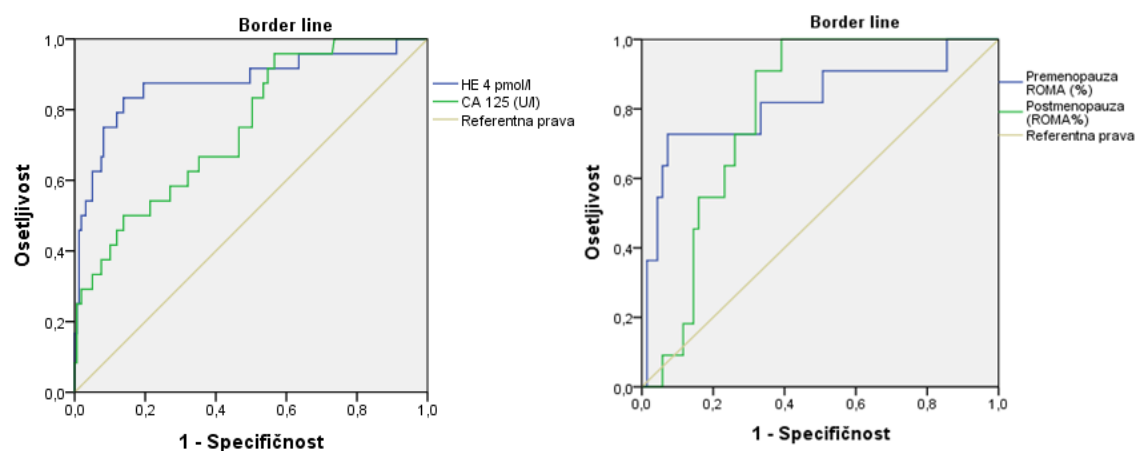 Border line
Osetljivost
1,0
0,8
0,6
0,4
0,2
0,0
0,0 0,2 0,4 0,6 0,8 1,0
1 - Specifičnost
HE 4 pmol/l
CA 125 (U/l)
Referentna prava
Border line
Osetljivost
1,0
0,8
0,6
0,4
0,2
0,0
0,0 0,2 0,4 0,6 0,8 1,0
1 - Specifičnost
Premenopauza
ROMA (%)
Postmenopauza
(ROMA%)
Referentna prava